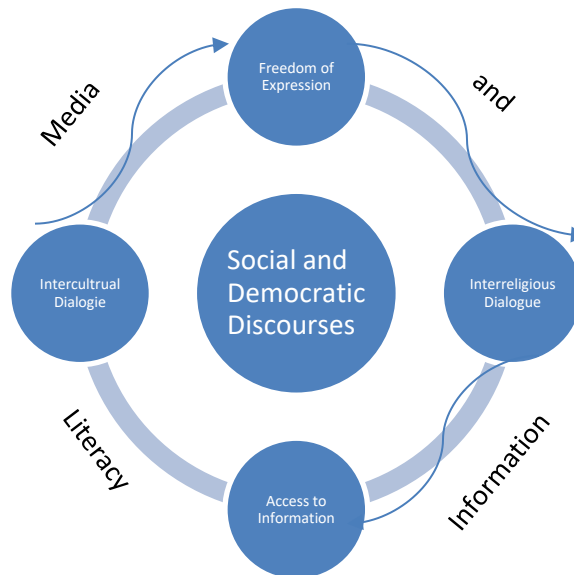 Freedom of
Expression
Media
and
Intercultrual
Dialogie
Social and
Democratic
Discourses
Interreligious
Dialogue
Literacy
Information
Access to
Information